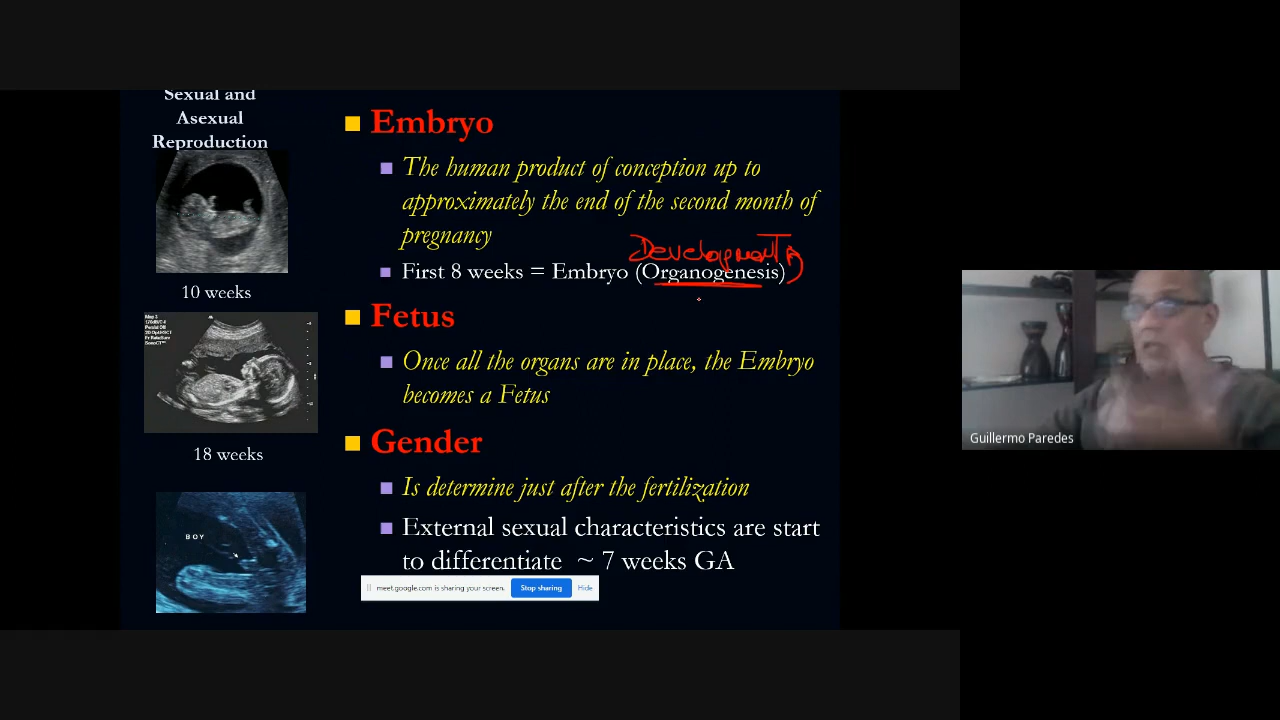 Sexual and
Asexual
Reproduction
10 weeks
18 weeks
BOY
Embryo
The human product of conception up to
approximately the end of the second month of
pregnancy
Development
First 8 weeks = Embryo (Organogenesis)
Fetus
Once all the organs are in place, the Embryo
becomes a Fetus
Gender
Is determine just after the fertilization
External sexual characteristics are start
to differentiate ~ 7 weeks GA
meet.google.com is sharing your screen. Stop sharing Hide
Guillermo Paredes